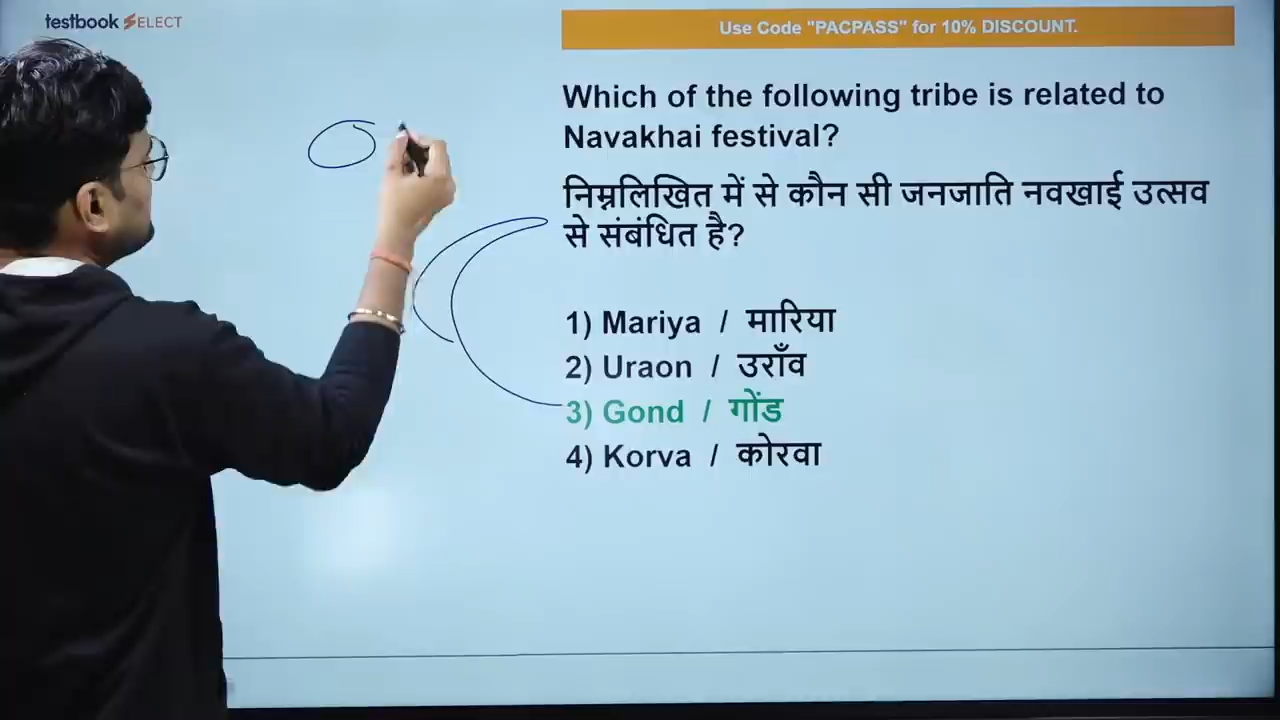 testbook SELECT
Use Code "PACPASS" for 10% DISCOUNT.
Which of the following tribe is related to
Navakhai festival?
निम्नलिखित में से कौन सी जनजाति नवखाई उत्सव
से संबंधित है?
1) Mariya / मारिया
2) Uraon / उराँव
3) Gond / गोंड
4) Korva / कोरवा